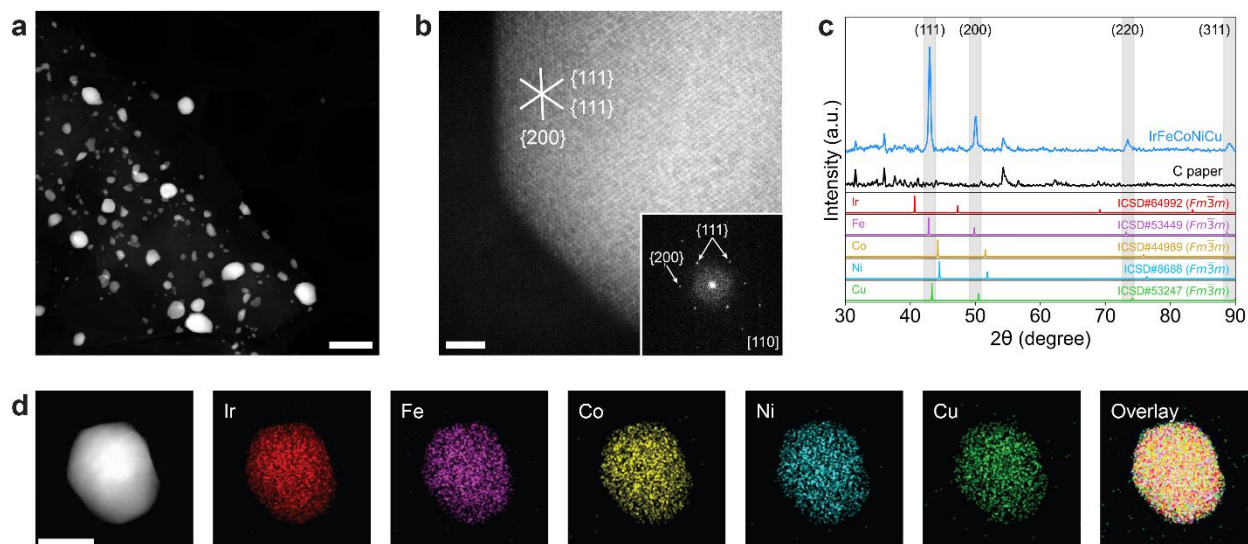 a
b
{111}
{111}
{200}
{111}
{200}
[110]
c
(111)
(200)
(220)
(311)
Intensity (a.u.)
IrFeCoNiCu
C paper
Ir
ICSD#64992 (Fm3̅m)
Fe
ICSD#53449 (Fm3̅m)
Co
ICSD#44989 (Fm3̅m)
Ni
ICSD#8688 (Fm3̅m)
Cu
ICSD#53247 (Fm3̅m)
30
40
50
60
70
80
90
2θ (degree)
d
Ir
Fe
Co
Ni
Cu
Overlay